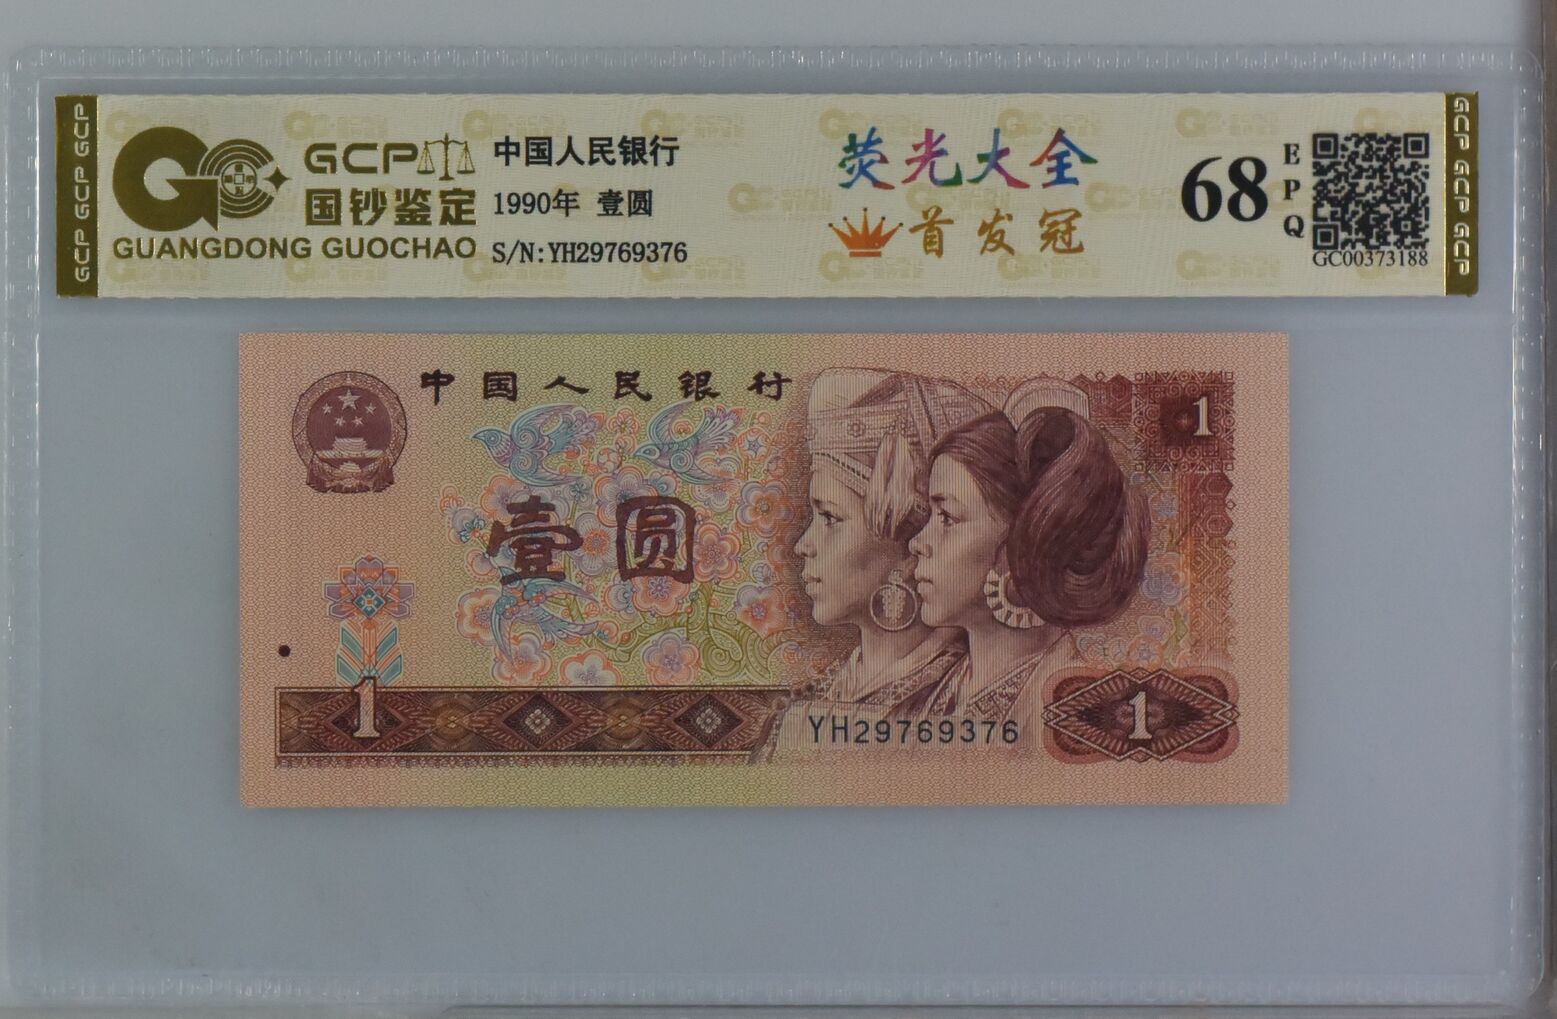 GCP GCP GCP
GCP
国钞鉴定
GUANGDONG GUOCHAO
中国人民银行
1990年 壹圆
S/N:YH29769376
荧光大全
首发冠
68
EPQ
GC00373188
GCP GCP GCP
中国人民银行
1
壹圆
1
YH29769376
1